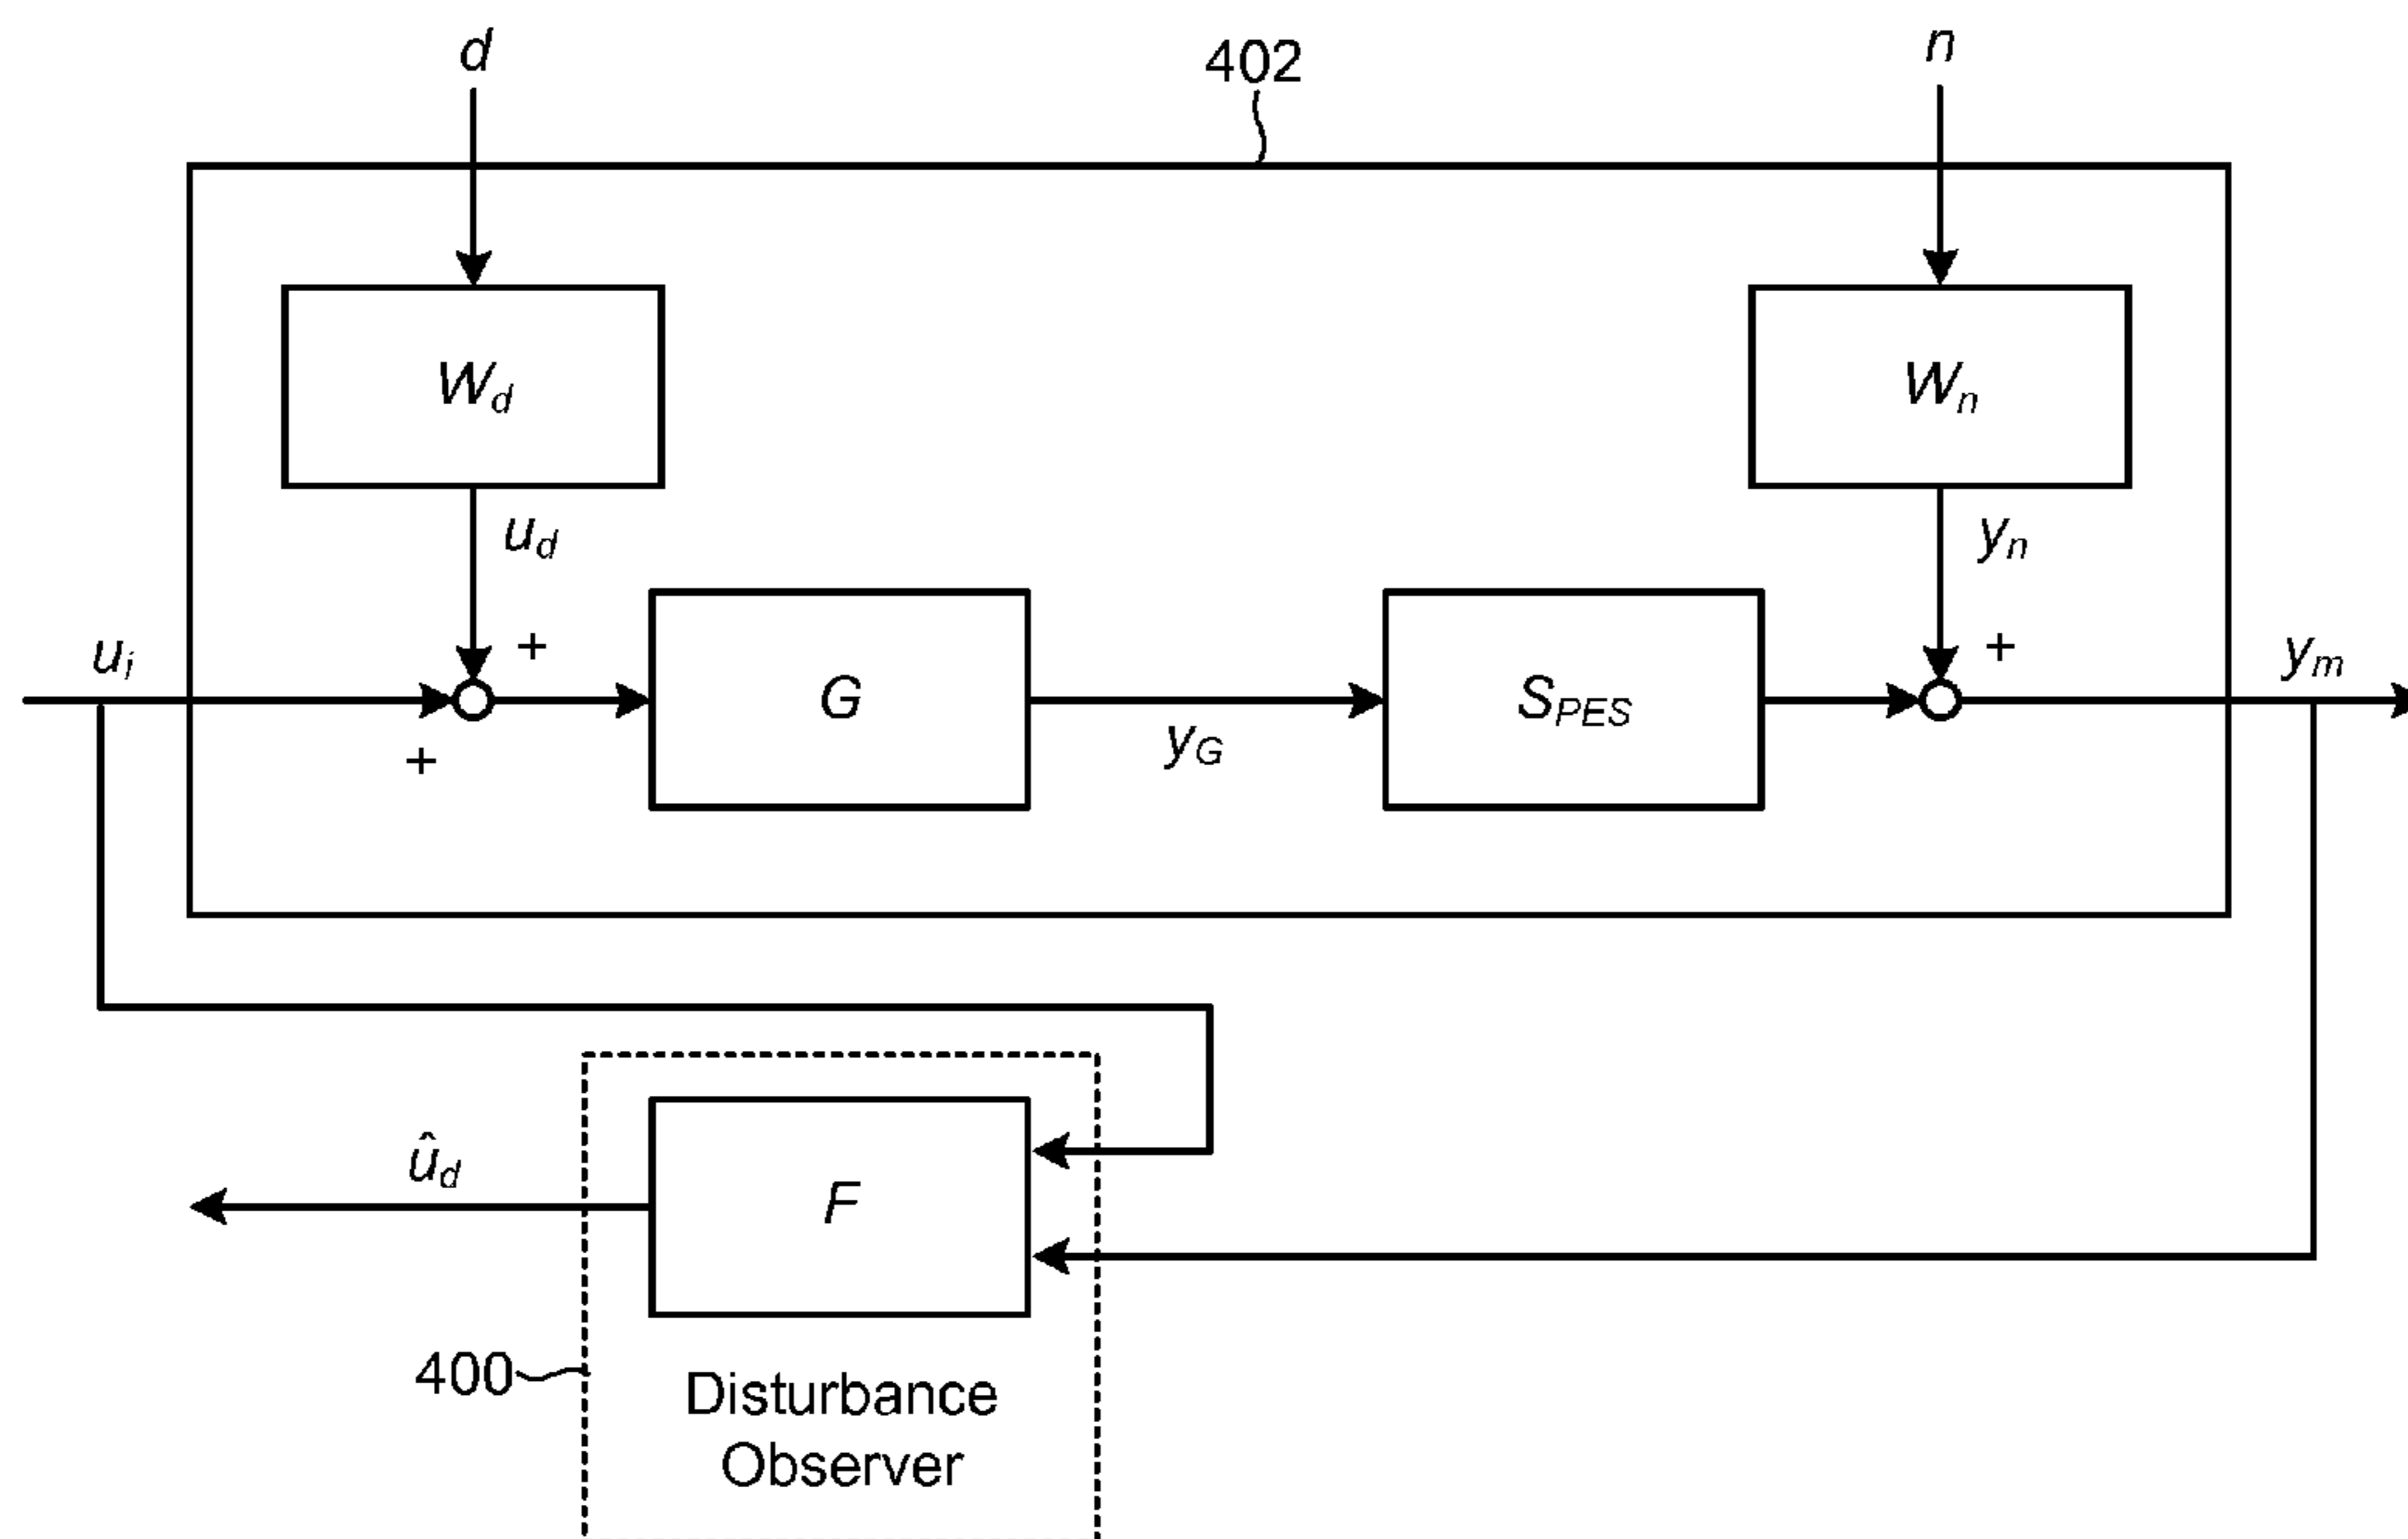 d
402
n
W_d
W_n
u_d
y_n
+
+
u_i
G
S_PES
y_m
y_G
+
û_d
F
400
Disturbance
Observer